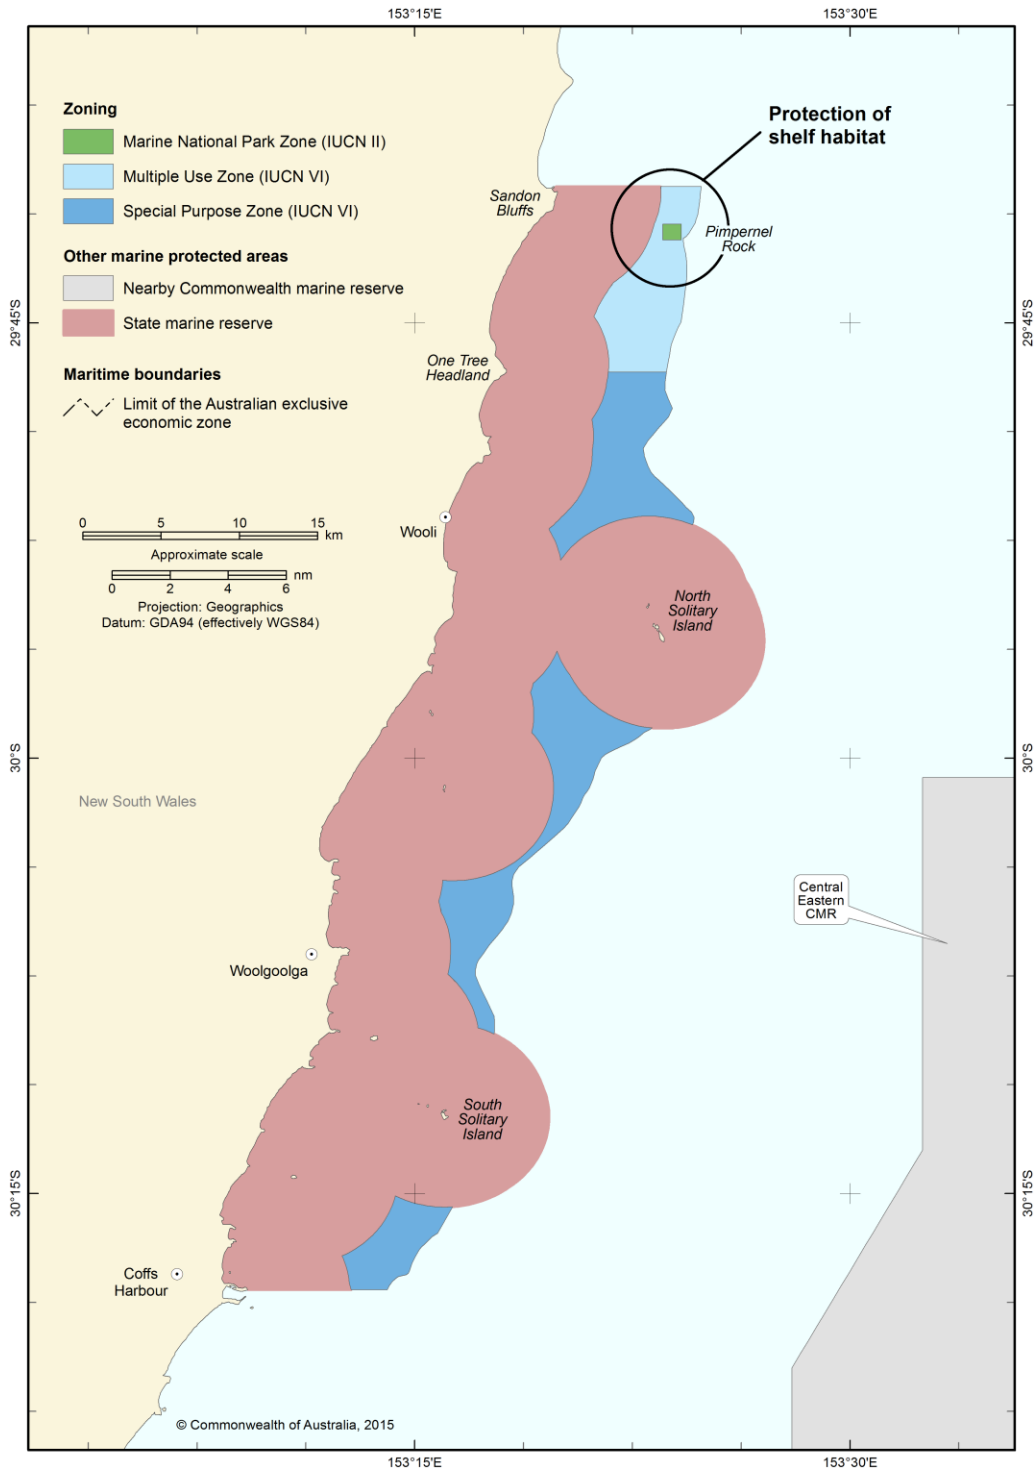 153°15'E
153°30'E
Zoning
Marine National Park Zone (IUCN II)
Multiple Use Zone (IUCN VI)
Special Purpose Zone (IUCN VI)
Other marine protected areas
Nearby Commonwealth marine reserve
State marine reserve
Maritime boundaries
Limit of the Australian exclusive
economic zone
Protection of
shelf habitat
Sandon
Bluffs
Pimpernel
Rock
29°45'S
29°45'S
One Tree
Headland
0 5 10 15 km
Approximate scale
0 2 4 6 nm
Projection: Geographics
Datum: GDA94 (effectively WGS84)
Wooli
North
Solitary
Island
30°S
30°S
New South Wales
Central
Eastern
CMR
Woolgoolga
South
Solitary
Island
30°15'S
30°15'S
Coffs
Harbour
© Commonwealth of Australia, 2015
153°15'E
153°30'E